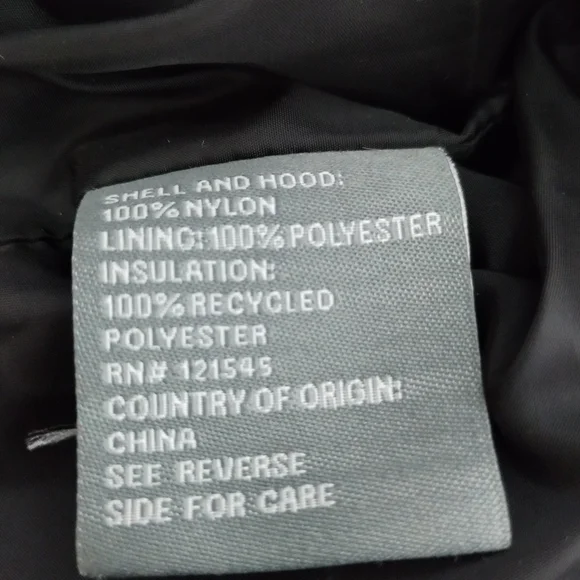 SHELL AND HOOD:
100% NYLON
LINING: 100% POLYESTER
INSULATION:
100% RECYCLED
POLYESTER
RN# 121545
COUNTRY OF ORIGIN:
CHINA
SEE REVERSE
SIDE FOR CARE